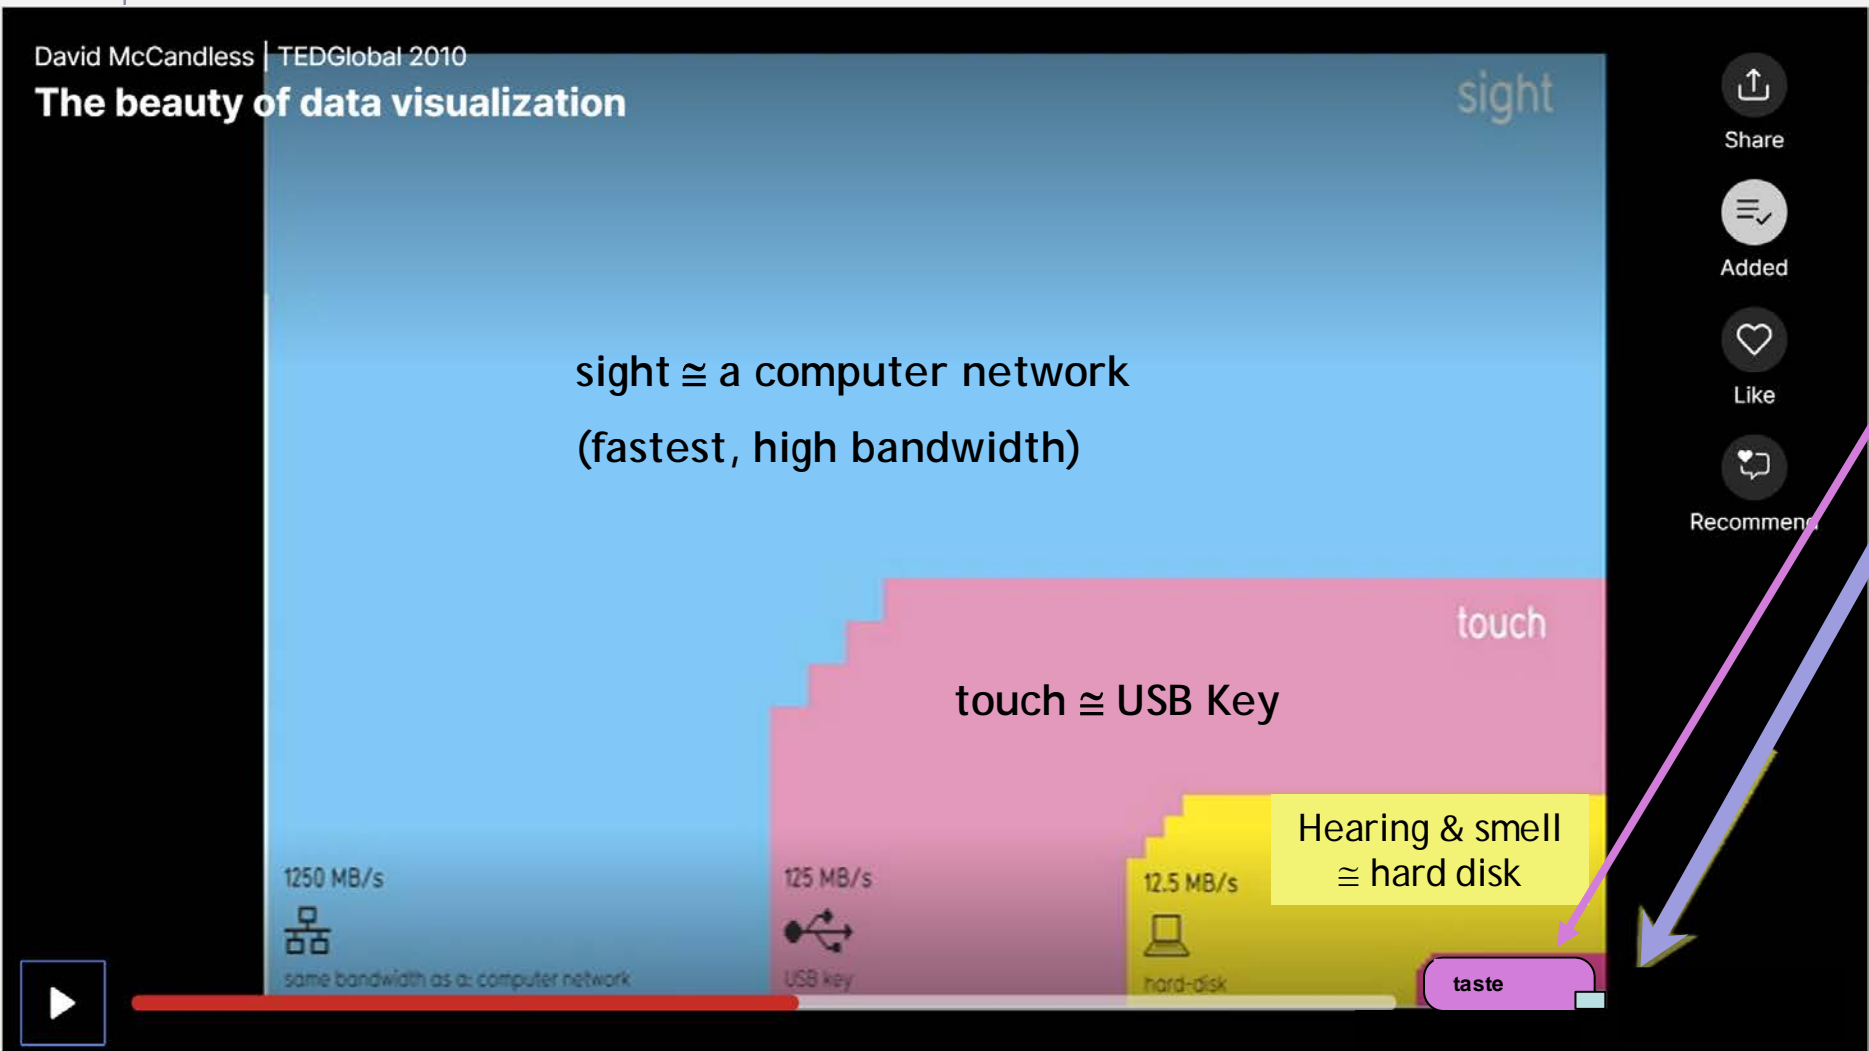 David McCandless | TEDGlobal 2010
The beauty of data visualization
sight
Share
Added
Like
Recommend
sight ≅ a computer network
(fastest, high bandwidth)
touch
touch ≅ USB Key
Hearing & smell
≅ hard disk
1250 MB/s
125 MB/s
12.5 MB/s
same bandwidth as a: computer network
USB key
hard-disk
taste